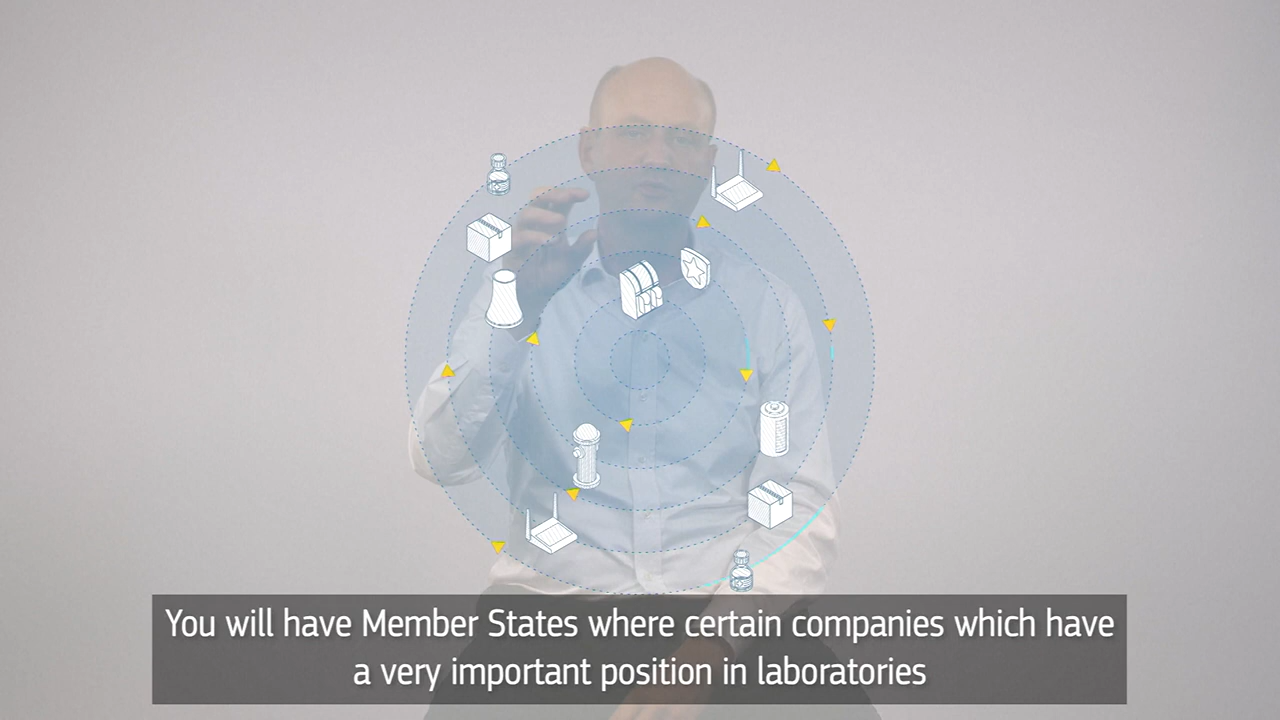 You will have Member States where certain companies which have
a very important position in laboratories